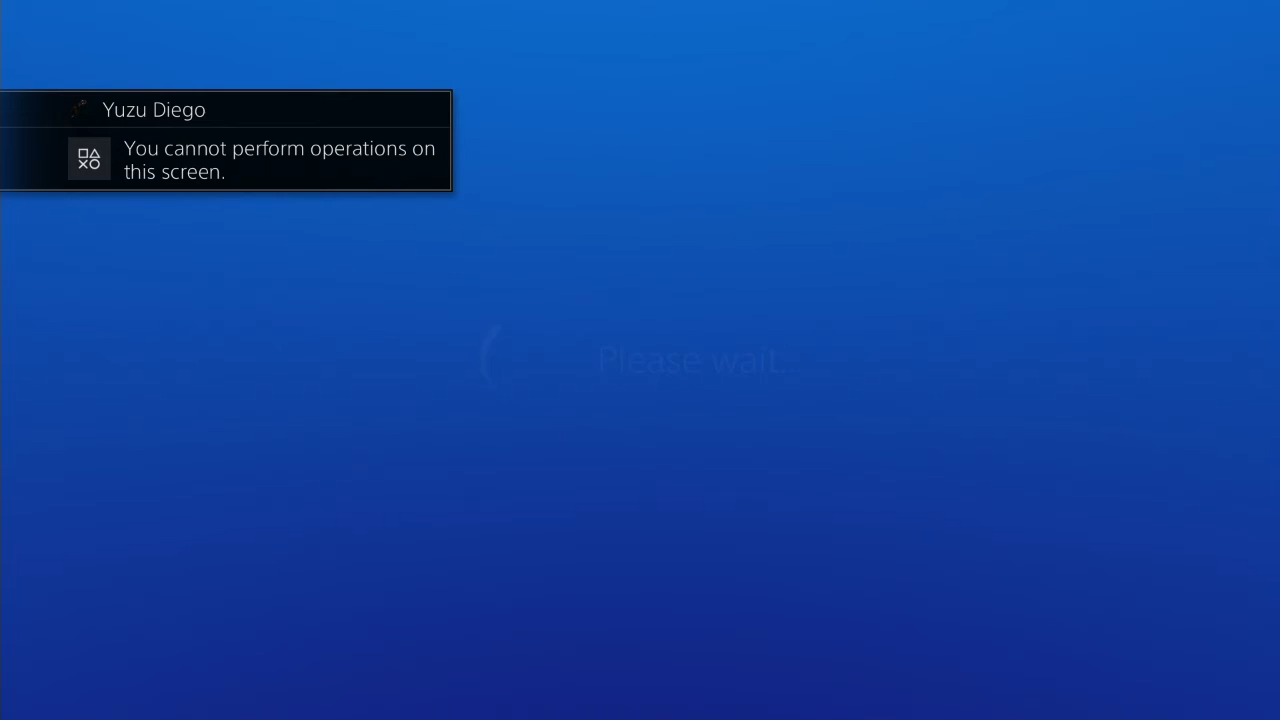 Yuzu Diego
You cannot perform operations on
this screen.
Please wait...